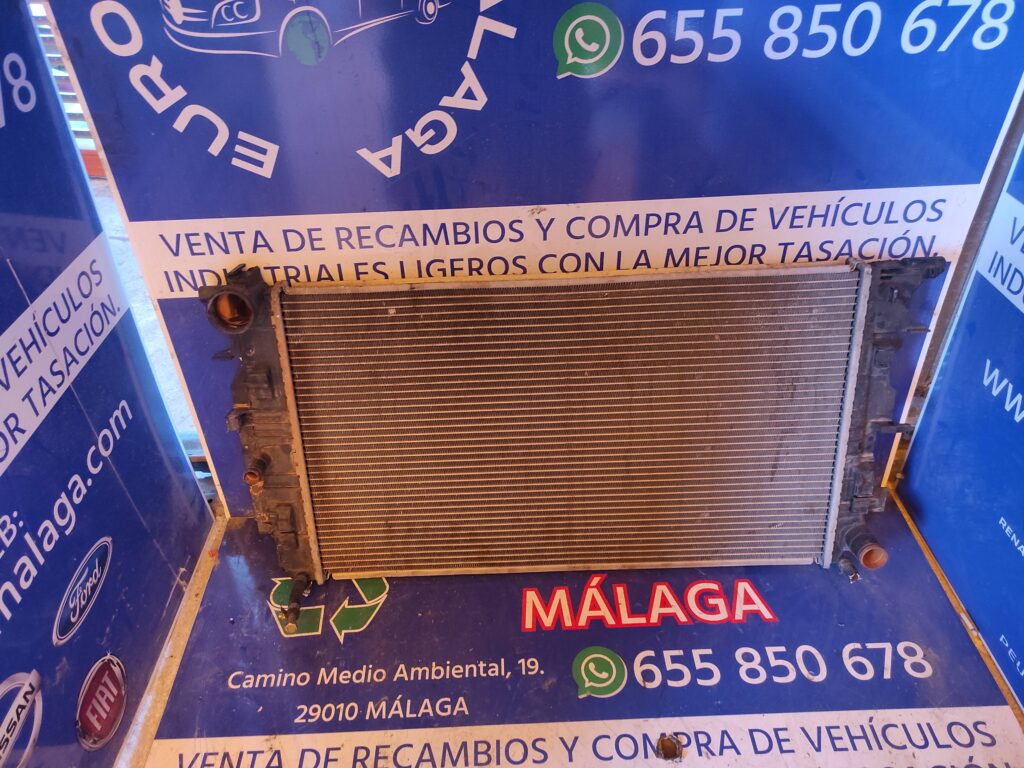 EURO
ALAGA
655 850 678
VENTA DE RECAMBIOS Y COMPRA DE VEHÍCULOS
INDUSTRIALES LIGEROS CON LA MEJOR TASACIÓN.
VEHÍCULOS
OR TASACIÓN.
malaga.com
Ford
FIAT
MÁLAGA
655 850 678
Camino Medio Ambiental, 19.
29010 MÁLAGA
VENTA DE RECAMBIOS Y COMPRA DE VEHÍCULOS